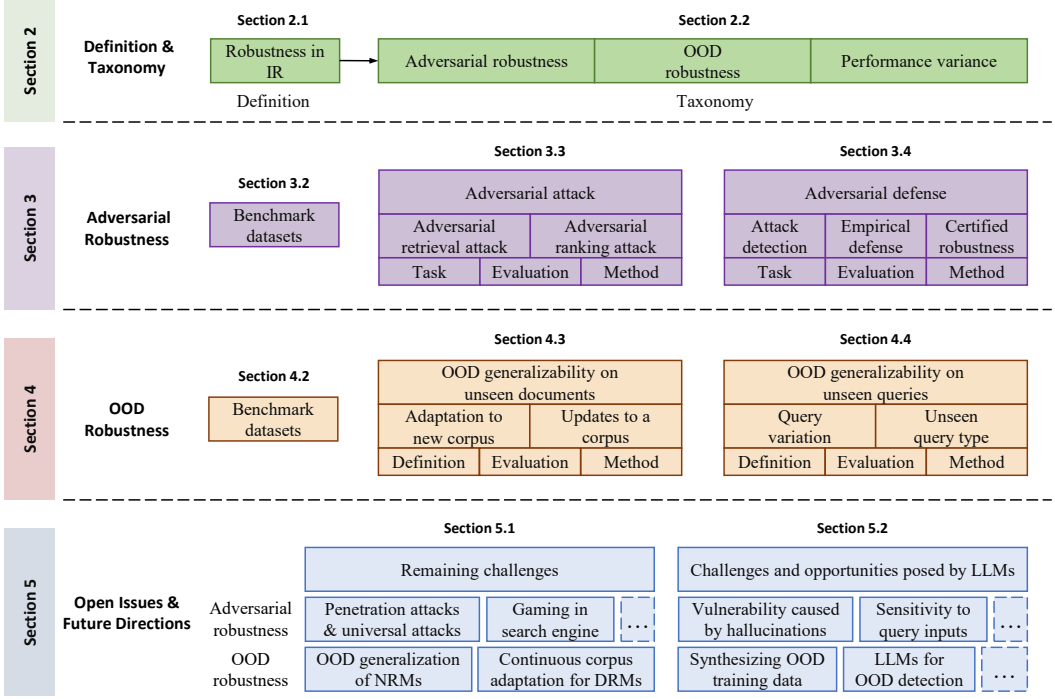 Section 2
Definition &
Taxonomy
Section 2.1
Robustness in
IR
Definition
Section 2.2
Adversarial robustness
OOD
robustness
Performance variance
Taxonomy
Section 3
Adversarial
Robustness
Section 3.2
Benchmark
datasets
Section 3.3
Adversarial attack
Adversarial
retrieval attack
Adversarial
ranking attack
Task
Evaluation
Method
Section 3.4
Adversarial defense
Attack
detection
Empirical
defense
Certified
robustness
Task
Evaluation
Method
Section 4
OOD
Robustness
Section 4.2
Benchmark
datasets
Section 4.3
OOD generalizability on
unseen documents
Adaptation to
new corpus
Updates to a
corpus
Definition
Evaluation
Method
Section 4.4
OOD generalizability on
unseen queries
Query
variation
Unseen
query type
Definition
Evaluation
Method
Section 5
Open Issues &
Future Directions
Section 5.1
Remaining challenges
Section 5.2
Challenges and opportunities posed by LLMs
Adversarial
robustness
Penetration attacks
& universal attacks
Gaming in
search engine
...
Vulnerability caused
by hallucinations
Sensitivity to
query inputs
...
OOD
robustness
OOD generalization
of NRMs
Continuous corpus
adaptation for DRMs
Synthesizing OOD
training data
LLMs for
OOD detection
...